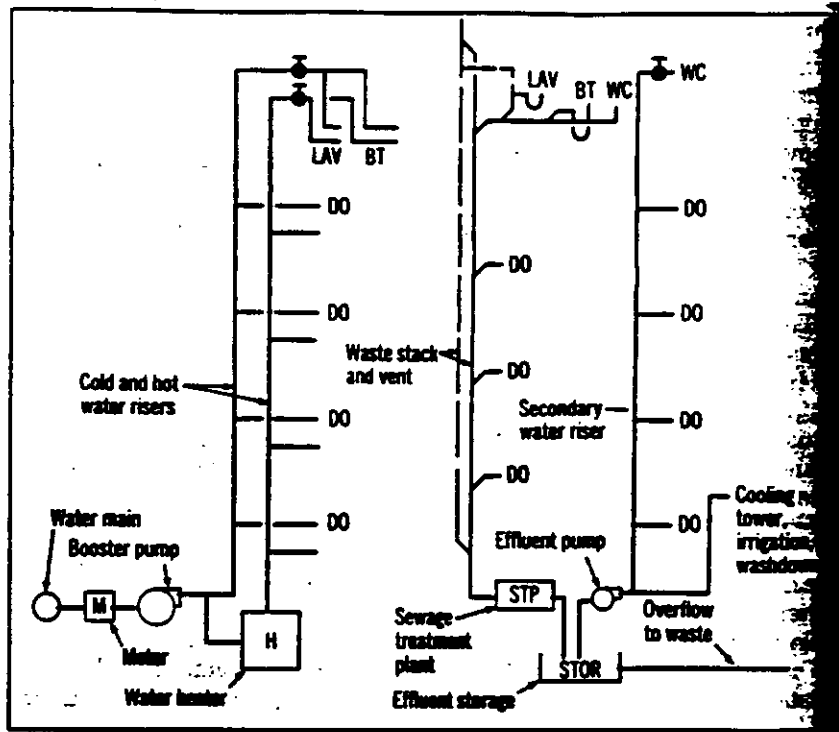 LAV
BT
DO
DO
DO
DO
Cold and hot
water risers
Water main
Booster pump
M
Meter
H
Water heater
LAV
BT
WC
WC
DO
DO
DO
Waste stack
and vent
DO
DO
DO
DO
Secondary
water riser
Effluent pump
STP
Sewage
treatment
plant
STOR
Effluent storage
Cooling
tower,
irrigation,
washdown
Overflow
to waste